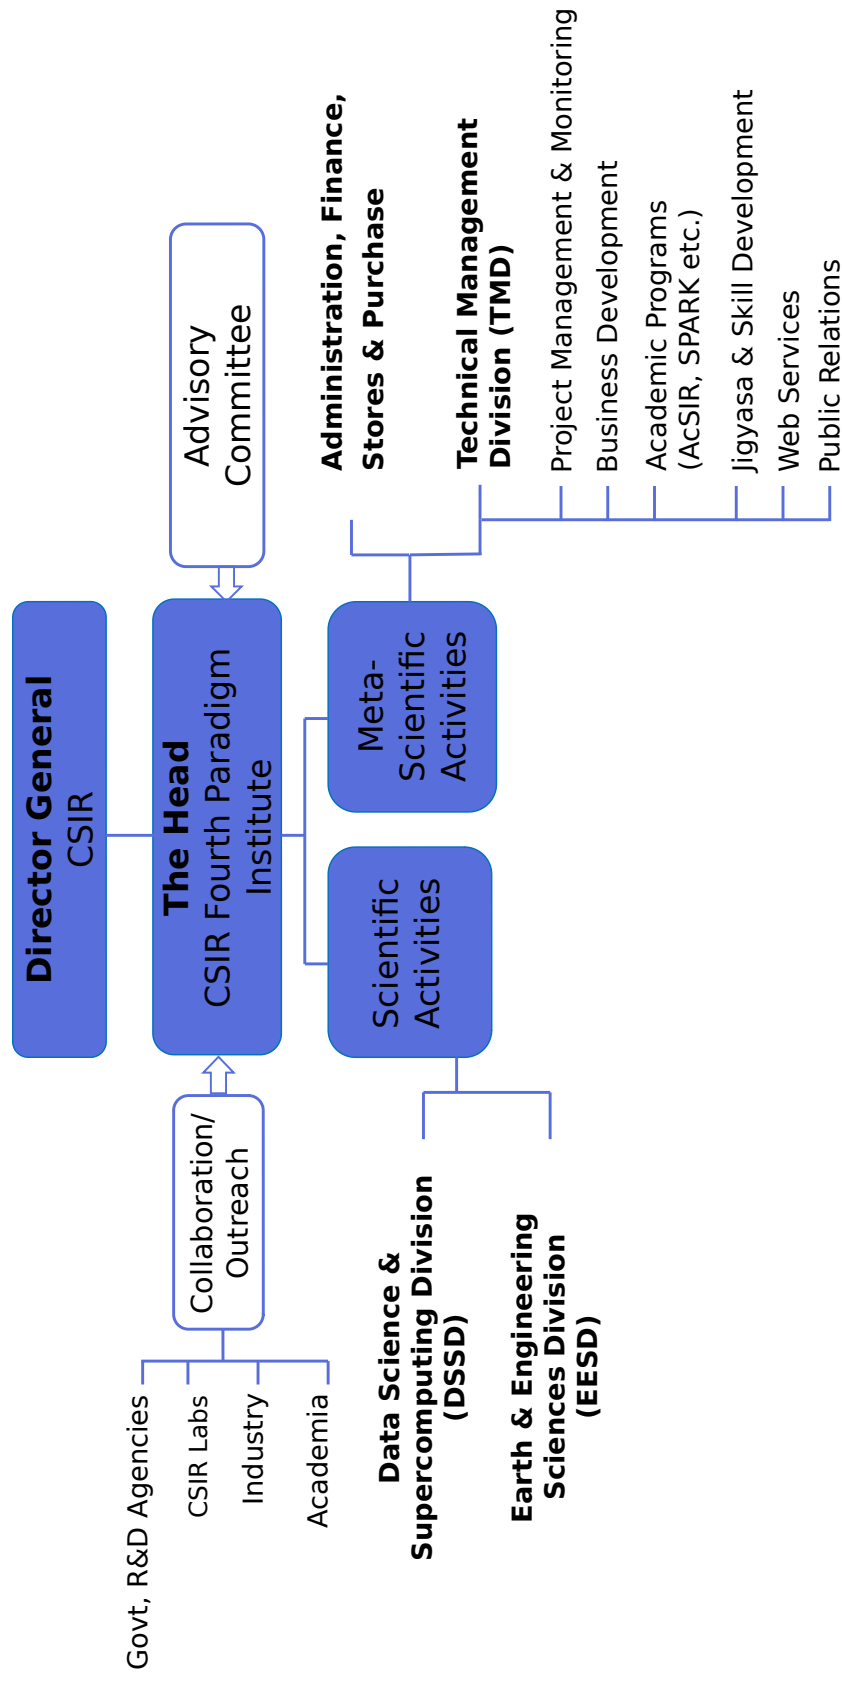 Director General
CSIR
The Head
CSIR Fourth Paradigm
Institute
Collaboration/
Outreach
Advisory
Committee
Govt, R&D Agencies
CSIR Labs
Industry
Academia
Scientific
Activities
Meta-
Scientific
Activities
Data Science &
Supercomputing Division
(DSSD)
Earth & Engineering
Sciences Division
(EESD)
Administration, Finance,
Stores & Purchase
Technical Management
Division (TMD)
Project Management & Monitoring
Business Development
Academic Programs
(AcSIR, SPARK etc.)
Jigyasa & Skill Development
Web Services
Public Relations